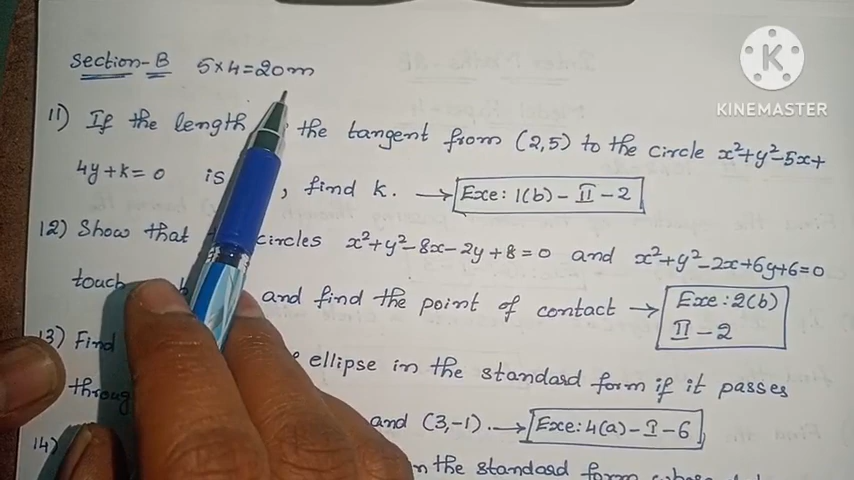 Section-B 5×4=20m
KINEMASTER
11) If the length the tangent from (2,5) to the circle x²+y²-5x+
4y+k=0 is , find k. → Exe: 1(b)-II-2
12) Show that circles x²+y²-8x-2y+8=0 and x²+y²-2x+6y+6=0
touch and find the point of contact → Exe: 2(b)
II-2
13) Find ellipse in the standard form if it passes
and (3,-1). → Exe: 4(a)-I-6
14) the standard form